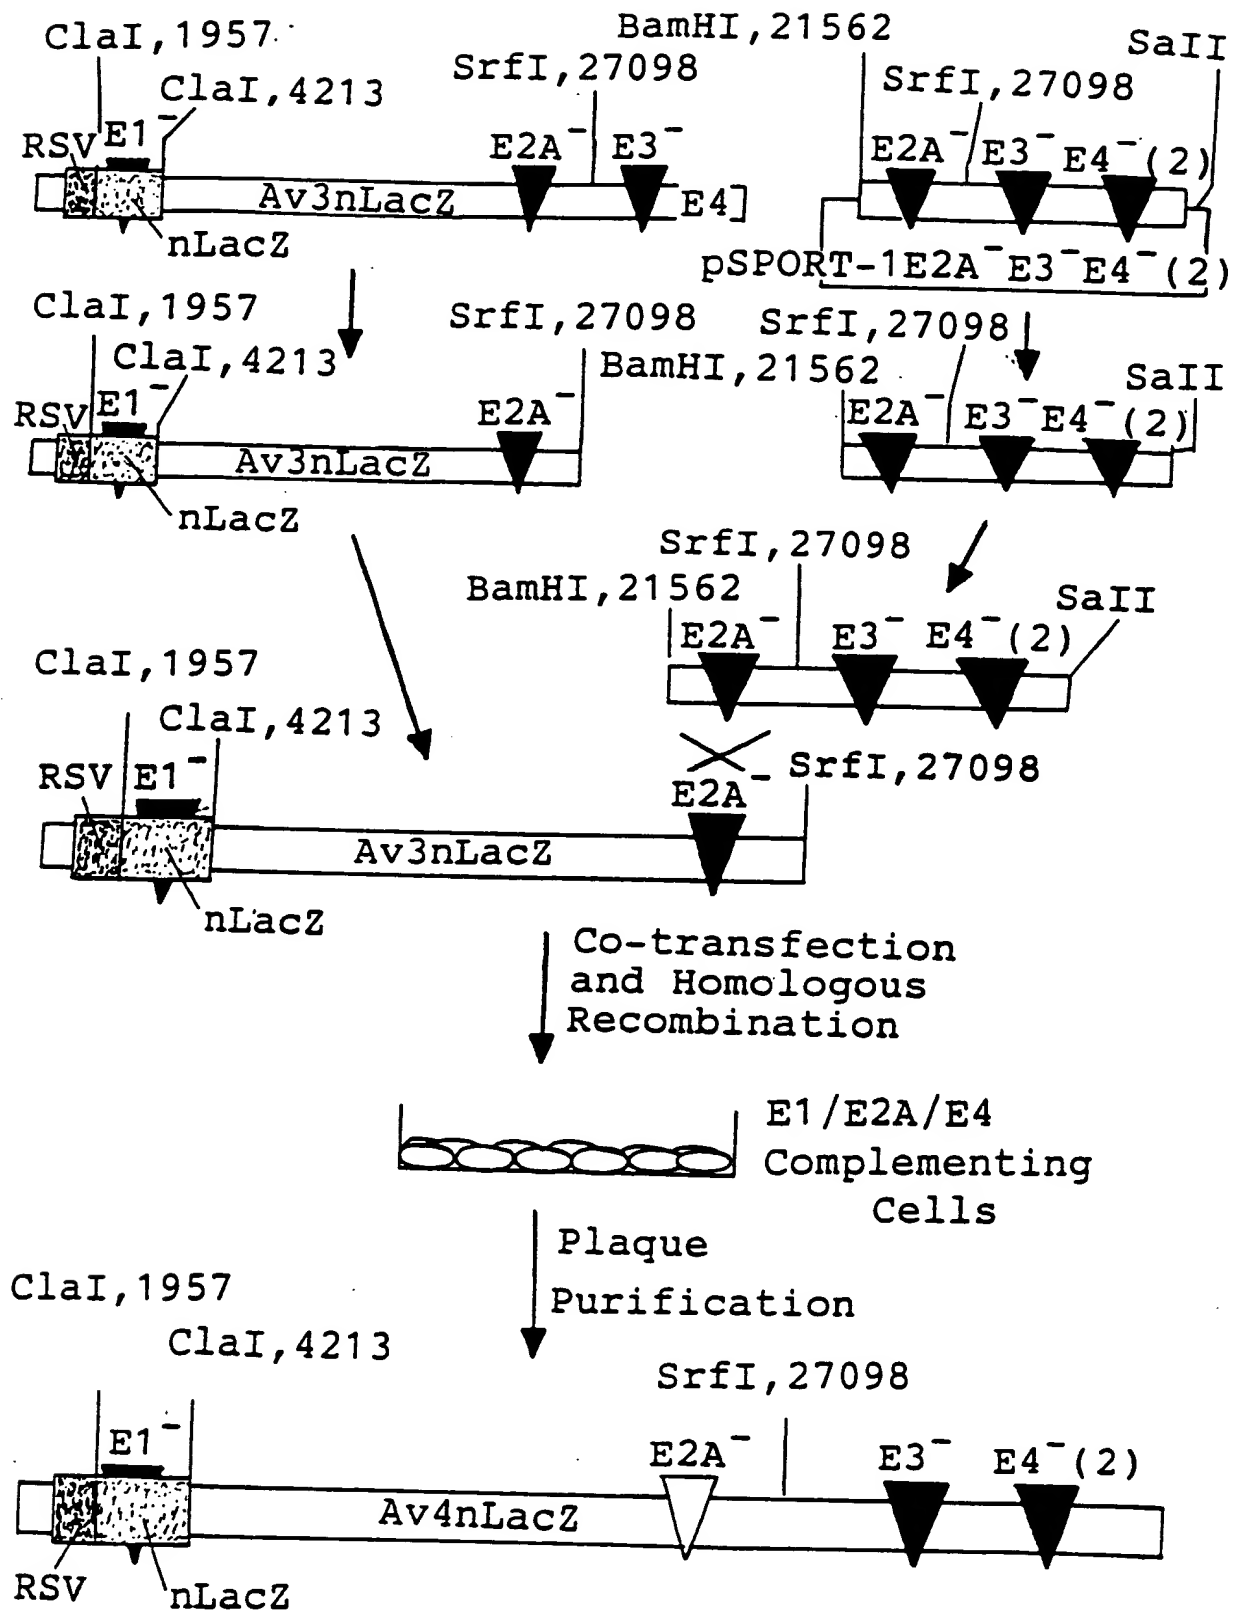 ClaI,1957
ClaI,4213
RSV
E1⁻
SrfI,27098
E2A⁻
E3⁻
Av3nLacZ
E4]
nLacZ
BamHI,21562
SaII
SrfI,27098
E2A⁻
E3⁻
E4⁻(2)
pSPORT-1E2A⁻E3⁻E4⁻(2)
ClaI,1957
ClaI,4213
RSV
E1⁻
SrfI,27098
E2A⁻
Av3nLacZ
nLacZ
SrfI,27098
BamHI,21562
SaII
E2A⁻
E3⁻
E4⁻(2)
SrfI,27098
BamHI,21562
SaII
E2A⁻
E3⁻
E4⁻(2)
ClaI,1957
ClaI,4213
RSV
E1⁻
E2A⁻
SrfI,27098
Av3nLacZ
nLacZ
Co-transfection
and Homologous
Recombination
E1/E2A/E4
Complementing
Cells
Plaque
Purification
ClaI,1957
ClaI,4213
SrfI,27098
E1⁻
E2A⁻
E3⁻
E4⁻(2)
Av4nLacZ
RSV
nLacZ